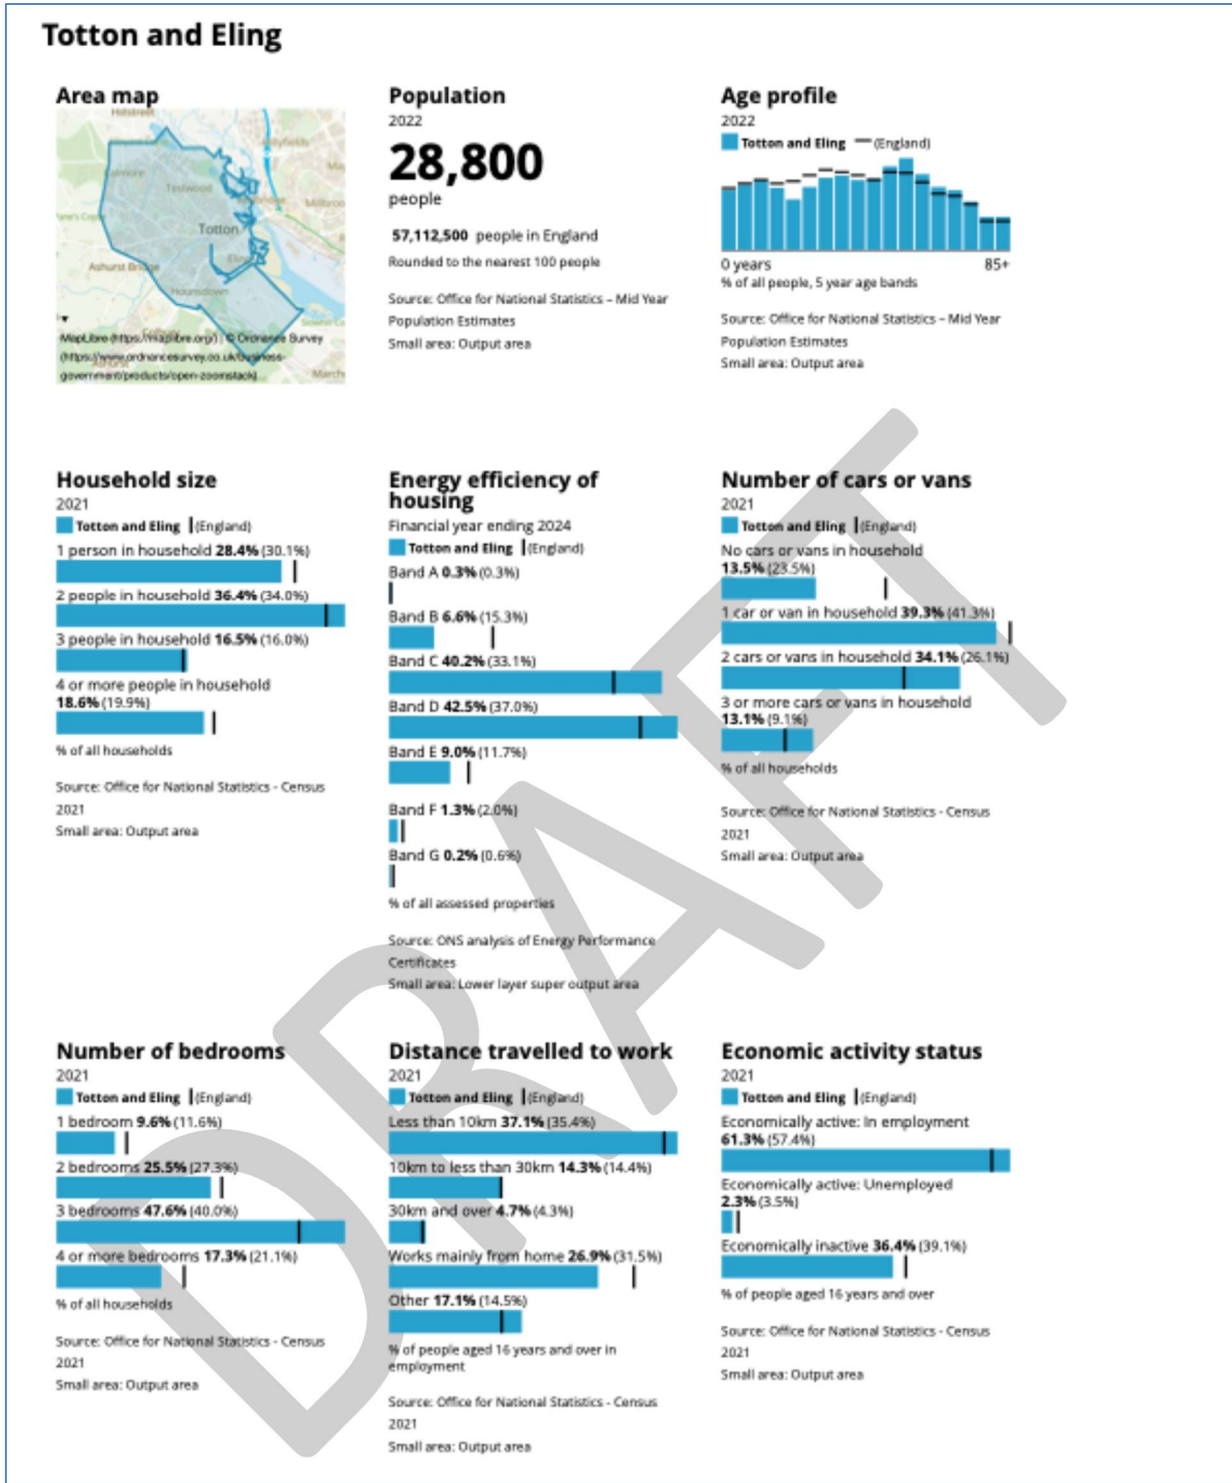 Totton and Eling
Area map
Testwood
Totton
Ashurst Bridge
Hounsdown
MapLibre (https://maplibre.org/) | © Ordnance Survey
(https://www.ordnancesurvey.co.uk/business-
government/products/open-zoomstack)
Population
2022
28,800
people
57,112,500 people in England
Rounded to the nearest 100 people
Source: Office for National Statistics – Mid Year
Population Estimates
Small area: Output area
Age profile
2022
Totton and Eling (England)
0 years 85+
% of all people, 5 year age bands
Source: Office for National Statistics – Mid Year
Population Estimates
Small area: Output area
Household size
2021
Totton and Eling (England)
1 person in household 28.4% (30.1%)
2 people in household 36.4% (34.0%)
3 people in household 16.5% (16.0%)
4 or more people in household
18.6% (19.9%)
% of all households
Source: Office for National Statistics - Census
2021
Small area: Output area
Energy efficiency of
housing
Financial year ending 2024
Totton and Eling (England)
Band A 0.3% (0.3%)
Band B 6.6% (15.3%)
Band C 40.2% (33.1%)
Band D 42.5% (37.0%)
Band E 9.0% (11.7%)
Band F 1.3% (2.0%)
Band G 0.2% (0.6%)
% of all assessed properties
Source: ONS analysis of Energy Performance
Certificates
Small area: Lower layer super output area
Number of cars or vans
2021
Totton and Eling (England)
No cars or vans in household
13.5% (23.5%)
1 car or van in household 39.3% (41.3%)
2 cars or vans in household 34.1% (26.1%)
3 or more cars or vans in household
13.1% (9.1%)
% of all households
Source: Office for National Statistics - Census
2021
Small area: Output area
Number of bedrooms
2021
Totton and Eling (England)
1 bedroom 9.6% (11.6%)
2 bedrooms 25.5% (27.3%)
3 bedrooms 47.6% (40.0%)
4 or more bedrooms 17.3% (21.1%)
% of all households
Source: Office for National Statistics - Census
2021
Small area: Output area
Distance travelled to work
2021
Totton and Eling (England)
Less than 10km 37.1% (35.4%)
10km to less than 30km 14.3% (14.4%)
30km and over 4.7% (4.3%)
Works mainly from home 26.9% (31.5%)
Other 17.1% (14.5%)
% of people aged 16 years and over in
employment
Source: Office for National Statistics - Census
2021
Small area: Output area
Economic activity status
2021
Totton and Eling (England)
Economically active: In employment
61.3% (57.4%)
Economically active: Unemployed
2.3% (3.5%)
Economically inactive 36.4% (39.1%)
% of people aged 16 years and over
Source: Office for National Statistics - Census
2021
Small area: Output area
DRAFT